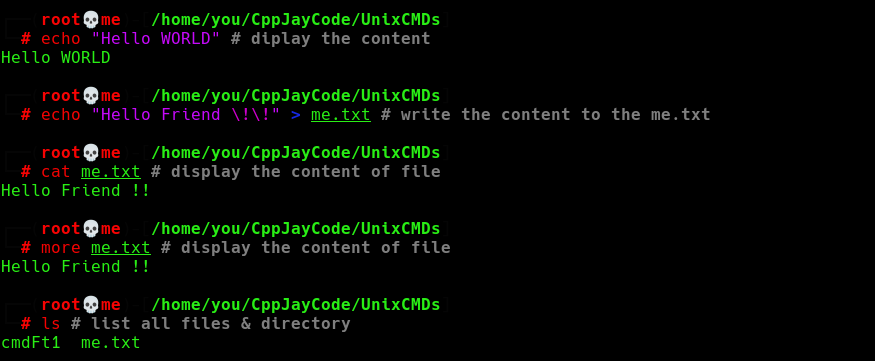 root💀me /home/you/CppJayCode/UnixCMDs
# echo "Hello WORLD" # diplay the content
Hello WORLD
root💀me /home/you/CppJayCode/UnixCMDs
# echo "Hello Friend \!\!" > me.txt # write the content to the me.txt
root💀me /home/you/CppJayCode/UnixCMDs
# cat me.txt # display the content of file
Hello Friend !!
root💀me /home/you/CppJayCode/UnixCMDs
# more me.txt # display the content of file
Hello Friend !!
root💀me /home/you/CppJayCode/UnixCMDs
# ls # list all files & directory
cmdFt1 me.txt